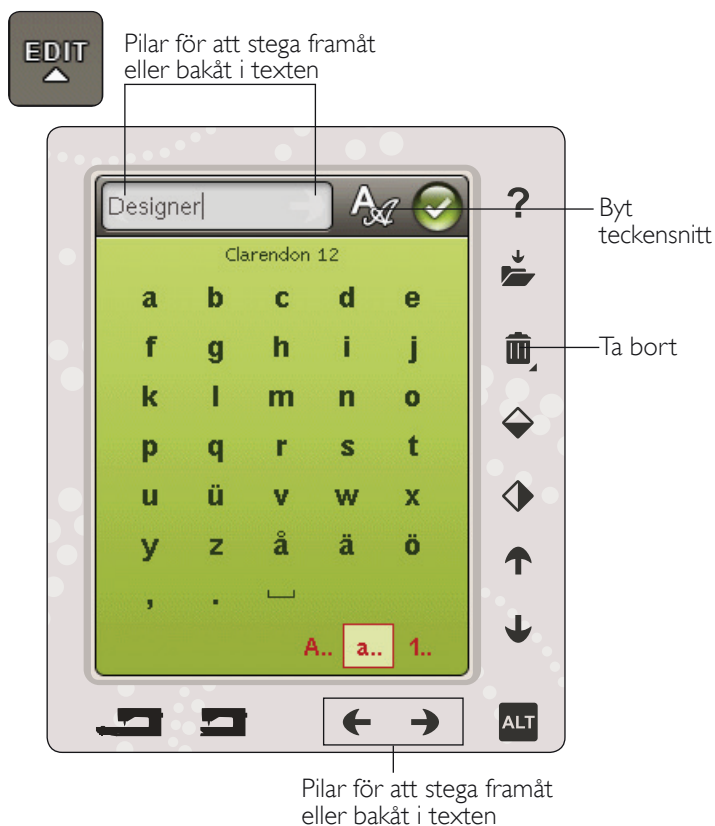 EDIT
Pilar för att stega framåt
eller bakåt i texten
Designer
A A
?
Byt
teckensnitt
Clarendon 12
a b c d e
f g h i j
Ta bort
k l m n o
p q r s t
u ü v w x
y z å ä ö
, . ⎵
A.. a.. 1..
ALT
Pilar för att stega framåt
eller bakåt i texten